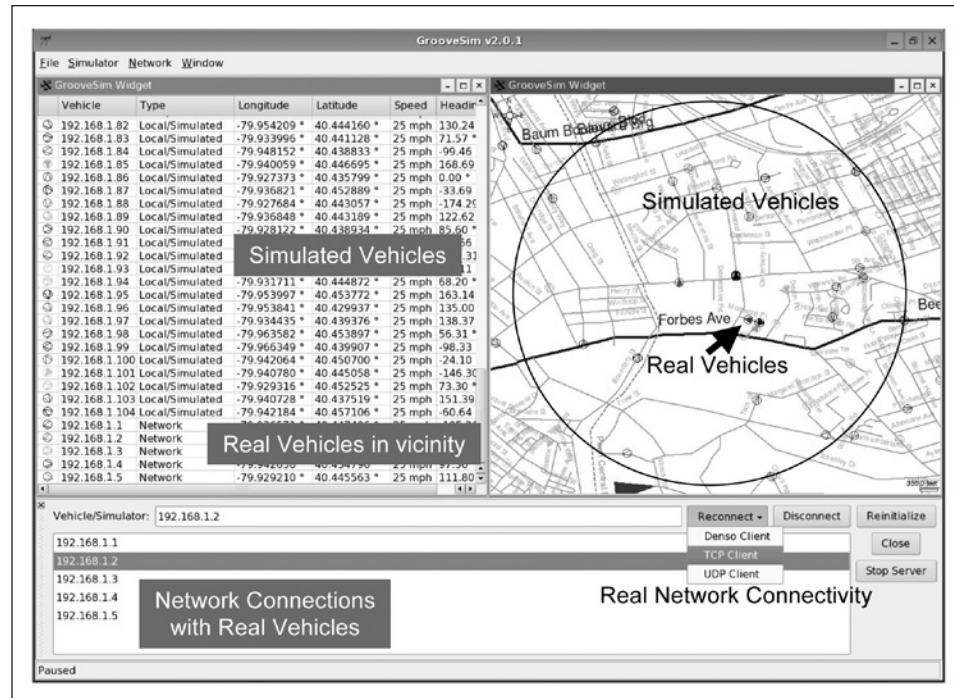 GrooveSim v2.0.1
File Simulator Network Window
GrooveSim Widget
Vehicle Type Longitude Latitude Speed Headin
192.168.1.82 Local/Simulated -79.954209 ° 40.444160 ° 25 mph 130.24
192.168.1.83 Local/Simulated -79.933996 ° 40.441128 ° 25 mph 71.57 °
192.168.1.84 Local/Simulated -79.948152 ° 40.438833 ° 25 mph -99.46
192.168.1.85 Local/Simulated -79.940059 ° 40.446695 ° 25 mph 168.69
192.168.1.86 Local/Simulated -79.927373 ° 40.435799 ° 25 mph 0.00 °
192.168.1.87 Local/Simulated -79.936821 ° 40.452889 ° 25 mph -33.69
192.168.1.88 Local/Simulated -79.927684 ° 40.443057 ° 25 mph -174.29
192.168.1.89 Local/Simulated -79.936848 ° 40.443189 ° 25 mph 122.62
192.168.1.90 Local/Simulated -79.928122 ° 40.438934 ° 25 mph 85.60 °
192.168.1.91 Local/Simulated
192.168.1.92 Local/Simulated
192.168.1.93 Local/Simulated
Simulated Vehicles
192.168.1.94 Local/Simulated -79.931711 ° 40.444872 ° 25 mph 68.20 °
192.168.1.95 Local/Simulated -79.953997 ° 40.453772 ° 25 mph 163.14
192.168.1.96 Local/Simulated -79.953841 ° 40.429937 ° 25 mph 135.00
192.168.1.97 Local/Simulated -79.934435 ° 40.439376 ° 25 mph 138.37
192.168.1.98 Local/Simulated -79.963582 ° 40.453897 ° 25 mph 56.31 °
192.168.1.99 Local/Simulated -79.966349 ° 40.439907 ° 25 mph -98.33
192.168.1.100 Local/Simulated -79.942064 ° 40.450700 ° 25 mph -24.10
192.168.1.101 Local/Simulated -79.940780 ° 40.445058 ° 25 mph -146.30
192.168.1.102 Local/Simulated -79.929316 ° 40.452525 ° 25 mph 73.30 °
192.168.1.103 Local/Simulated -79.940728 ° 40.437519 ° 25 mph 151.39
192.168.1.104 Local/Simulated -79.942184 ° 40.457106 ° 25 mph -60.64
192.168.1.1 Network
192.168.1.2 Network
192.168.1.3 Network
Real Vehicles in vicinity
192.168.1.4 Network
192.168.1.5 Network -79.929210 ° 40.445563 ° 25 mph 111.80
GrooveSim Widget
Baum
Simulated Vehicles
Forbes Ave
Bee
Real Vehicles
Vehicle/Simulator: 192.168.1.2
Reconnect Disconnect Reinitialize
192.168.1.1
192.168.1.2
192.168.1.3
192.168.1.4
192.168.1.5
Denso Client
TCP Client
UDP Client
Close
Stop Server
Network Connections
with Real Vehicles
Real Network Connectivity
Paused